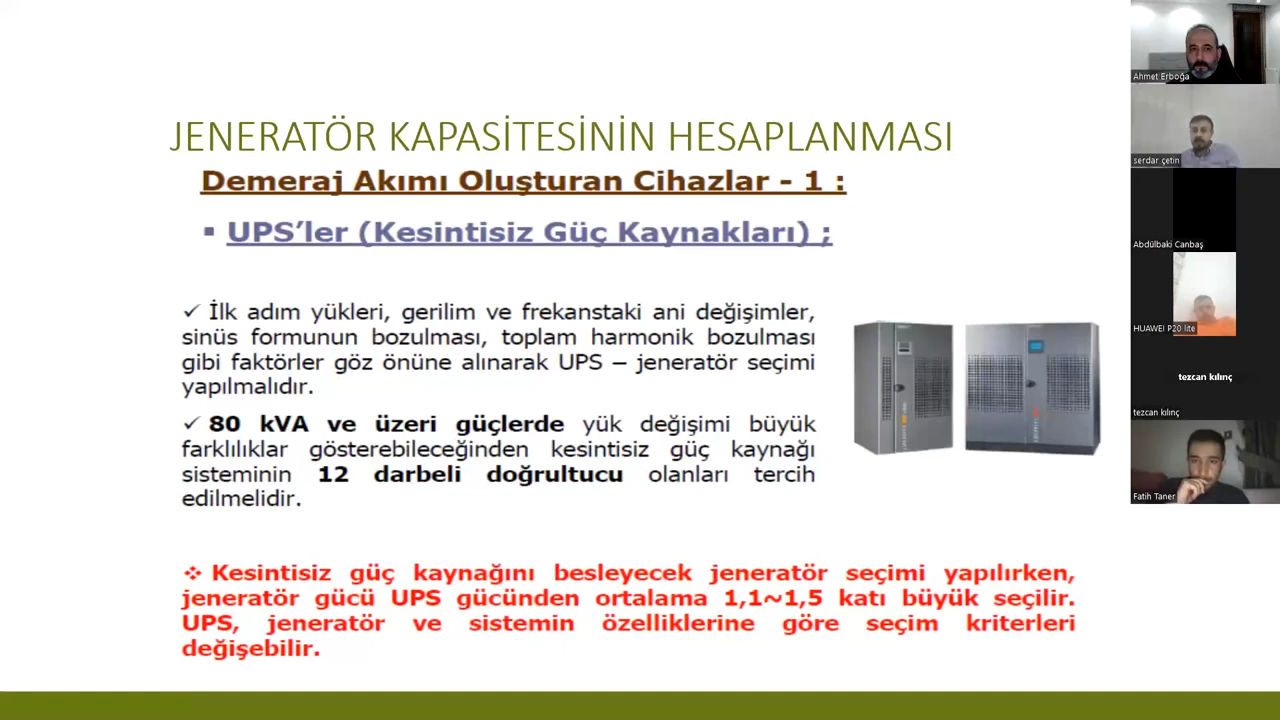 JENERATÖR KAPASİTESİNİN HESAPLANMASI
Demeraj Akımı Oluşturan Cihazlar - 1 :
▪ UPS’ler (Kesintisiz Güç Kaynakları) ;
✓ İlk adım yükleri, gerilim ve frekanstaki ani değişimler,
sinüs formunun bozulması, toplam harmonik bozulması
gibi faktörler göz önüne alınarak UPS – jeneratör seçimi
yapılmalıdır.
✓ 80 kVA ve üzeri güçlerde yük değişimi büyük
farklılıklar gösterebileceğinden kesintisiz güç kaynağı
sisteminin 12 darbeli doğrultucu olanları tercih
edilmelidir.
❖ Kesintisiz güç kaynağını besleyecek jeneratör seçimi yapılırken,
jeneratör gücü UPS gücünden ortalama 1,1~1,5 katı büyük seçilir.
UPS, jeneratör ve sistemin özelliklerine göre seçim kriterleri
değişebilir.
Ahmet Erboğa
serdar çetin
Abdülbaki Canbaş
HUAWEI P20 lite
tezcan kılınç
tezcan kılınç
Fatih Taner